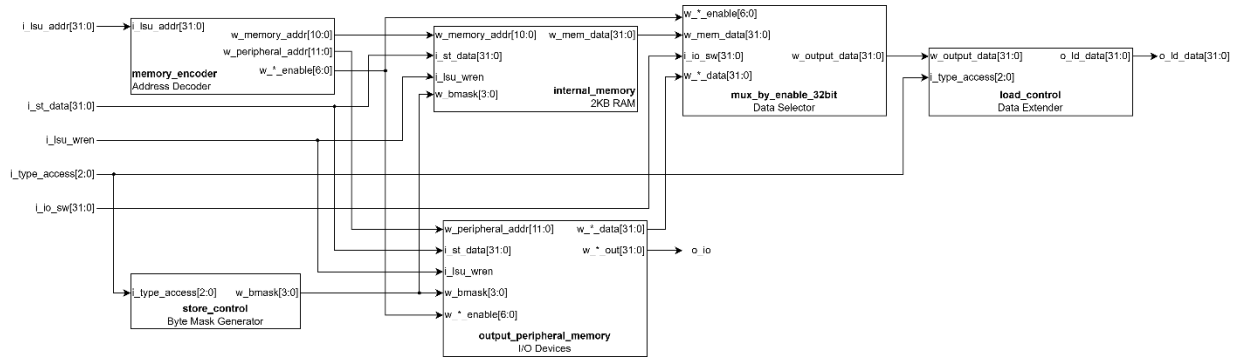 i_lsu_addr[31:0]
i_st_data[31:0]
i_lsu_wren
i_type_access[2:0]
i_io_sw[31:0]
i_lsu_addr[31:0]
w_memory_addr[10:0]
w_peripheral_addr[11:0]
w_*_enable[6:0]
memory_encoder
Address Decoder
i_type_access[2:0] w_bmask[3:0]
store_control
Byte Mask Generator
w_memory_addr[10:0] w_mem_data[31:0]
i_st_data[31:0]
i_lsu_wren
w_bmask[3:0]
internal_memory
2KB RAM
w_peripheral_addr[11:0] w_*_data[31:0]
i_st_data[31:0] w_*_out[31:0]
i_lsu_wren
w_bmask[3:0]
w_*_enable[6:0]
output_peripheral_memory
I/O Devices
o_io
w_*_enable[6:0]
w_mem_data[31:0]
i_io_sw[31:0] w_output_data[31:0]
w_*_data[31:0]
mux_by_enable_32bit
Data Selector
w_output_data[31:0] o_ld_data[31:0]
i_type_access[2:0]
load_control
Data Extender
o_ld_data[31:0]